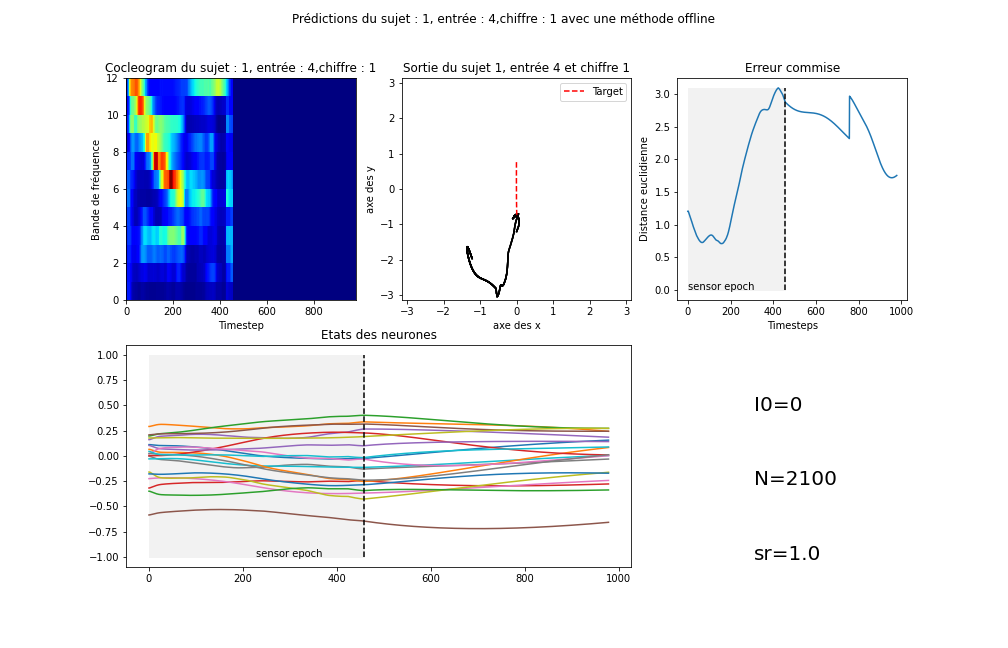 Prédictions du sujet : 1, entrée : 4,chiffre : 1 avec une méthode offline
Cocleogram du sujet : 1, entrée : 4,chiffre : 1
Bande de fréquence
12
10
8
6
4
2
0
0 200 400 600 800
Timestep
Sortie du sujet 1, entrée 4 et chiffre 1
Target
axe des y
3
2
1
0
−1
−2
−3
−3 −2 −1 0 1 2 3
axe des x
Erreur commise
Distance euclidienne
3.0
2.5
2.0
1.5
1.0
0.5
0.0
sensor epoch
0 200 400 600 800 1000
Timesteps
Etats des neurones
1.00
0.75
0.50
0.25
0.00
−0.25
−0.50
−0.75
−1.00
sensor epoch
0 200 400 600 800 1000
I0=0
N=2100
sr=1.0